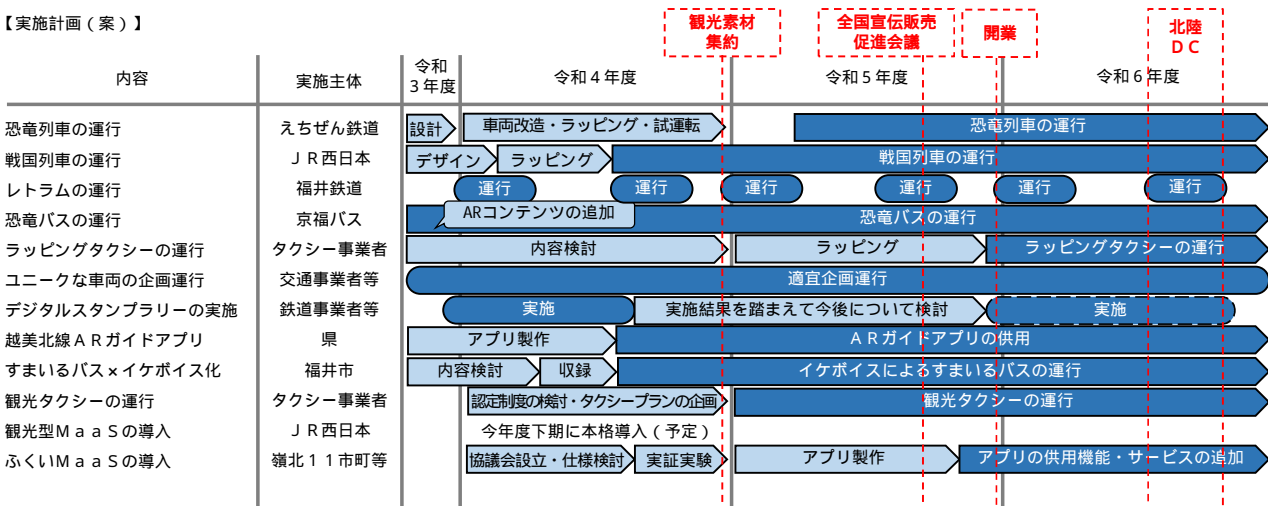 【実施計画（案）】
観光素材
集約
全国宣伝販売
促進会議
開業
北陸
ＤＣ
内容 実施主体 令和
３年度 令和４年度 令和５年度 令和６年度
恐竜列車の運行 えちぜん鉄道 設計 車両改造・ラッピング・試運転 恐竜列車の運行
戦国列車の運行 ＪＲ西日本 デザイン ラッピング 戦国列車の運行
レトラムの運行 福井鉄道 運行 運行 運行 運行 運行 運行
恐竜バスの運行 京福バス ARコンテンツの追加 恐竜バスの運行
ラッピングタクシーの運行 タクシー事業者 内容検討 ラッピング ラッピングタクシーの運行
ユニークな車両の企画運行 交通事業者等 適宜企画運行
デジタルスタンプラリーの実施 鉄道事業者等 実施 実施結果を踏まえて今後について検討 実施
越美北線ＡＲガイドアプリ 県 アプリ製作 ＡＲガイドアプリの供用
すまいるバス×イケボイス化 福井市 内容検討 収録 イケボイスによるすまいるバスの運行
観光タクシーの運行 タクシー事業者 認定制度の検討・タクシープランの企画 観光タクシーの運行
観光型ＭａａＳの導入 ＪＲ西日本 今年度下期に本格導入（予定）
ふくいＭａａＳの導入 嶺北１１市町等 協議会設立・仕様検討 実証実験 アプリ製作 アプリの供用機能・サービスの追加